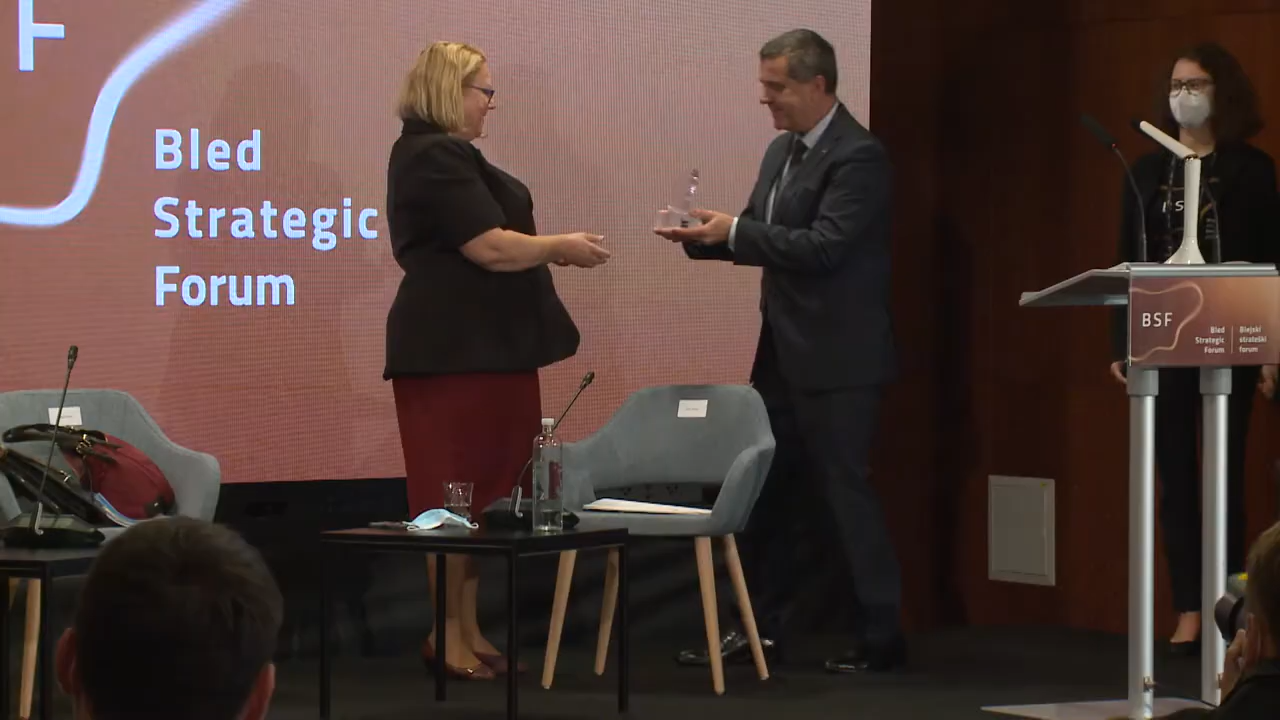 F
Bled
Strategic
Forum
BSF
Bled
Strategic
Forum
Blejski
strateški
forum